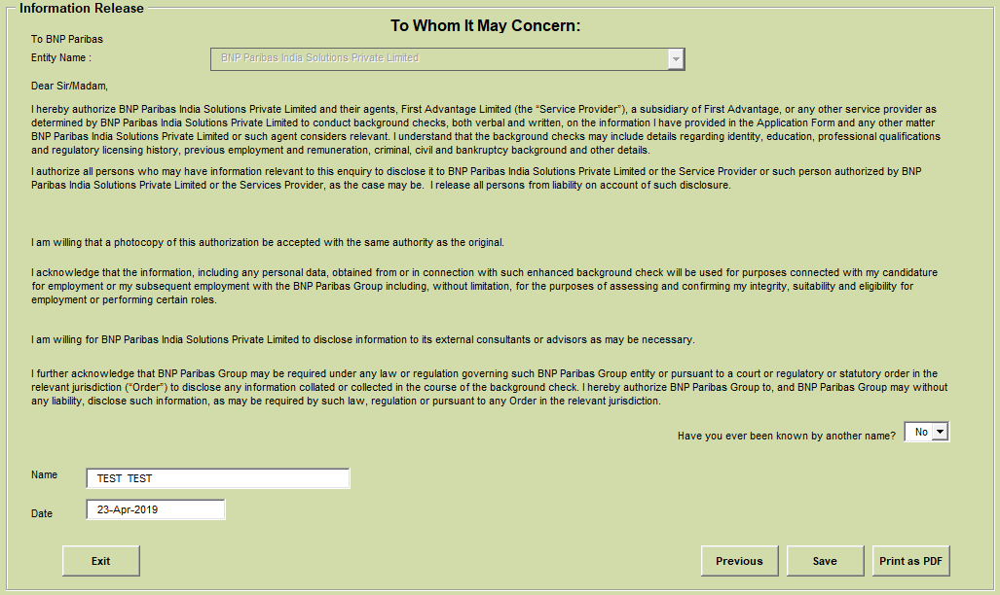 Information Release
To Whom It May Concern:
To BNP Paribas
Entity Name :
BNP Paribas India Solutions Private Limited
Dear Sir/Madam,
I hereby authorize BNP Paribas India Solutions Private Limited and their agents, First Advantage Limited (the “Service Provider”), a subsidiary of First Advantage, or any other service provider as
determined by BNP Paribas India Solutions Private Limited to conduct background checks, both verbal and written, on the information I have provided in the Application Form and any other matter
BNP Paribas India Solutions Private Limited or such agent considers relevant. I understand that the background checks may include details regarding identity, education, professional qualifications
and regulatory licensing history, previous employment and remuneration, criminal, civil and bankruptcy background and other details.
I authorize all persons who may have information relevant to this enquiry to disclose it to BNP Paribas India Solutions Private Limited or the Service Provider or such person authorized by BNP
Paribas India Solutions Private Limited or the Services Provider, as the case may be. I release all persons from liability on account of such disclosure.
I am willing that a photocopy of this authorization be accepted with the same authority as the original.
I acknowledge that the information, including any personal data, obtained from or in connection with such enhanced background check will be used for purposes connected with my candidature
for employment or my subsequent employment with the BNP Paribas Group including, without limitation, for the purposes of assessing and confirming my integrity, suitability and eligibility for
employment or performing certain roles.
I am willing for BNP Paribas India Solutions Private Limited to disclose information to its external consultants or advisors as may be necessary.
I further acknowledge that BNP Paribas Group may be required under any law or regulation governing such BNP Paribas Group entity or pursuant to a court or regulatory or statutory order in the
relevant jurisdiction (“Order”) to disclose any information collated or collected in the course of the background check. I hereby authorize BNP Paribas Group to, and BNP Paribas Group may without
any liability, disclose such information, as may be required by such law, regulation or pursuant to any Order in the relevant jurisdiction.
Have you ever been known by another name? No
Name TEST TEST
Date 23-Apr-2019
Exit Previous Save Print as PDF